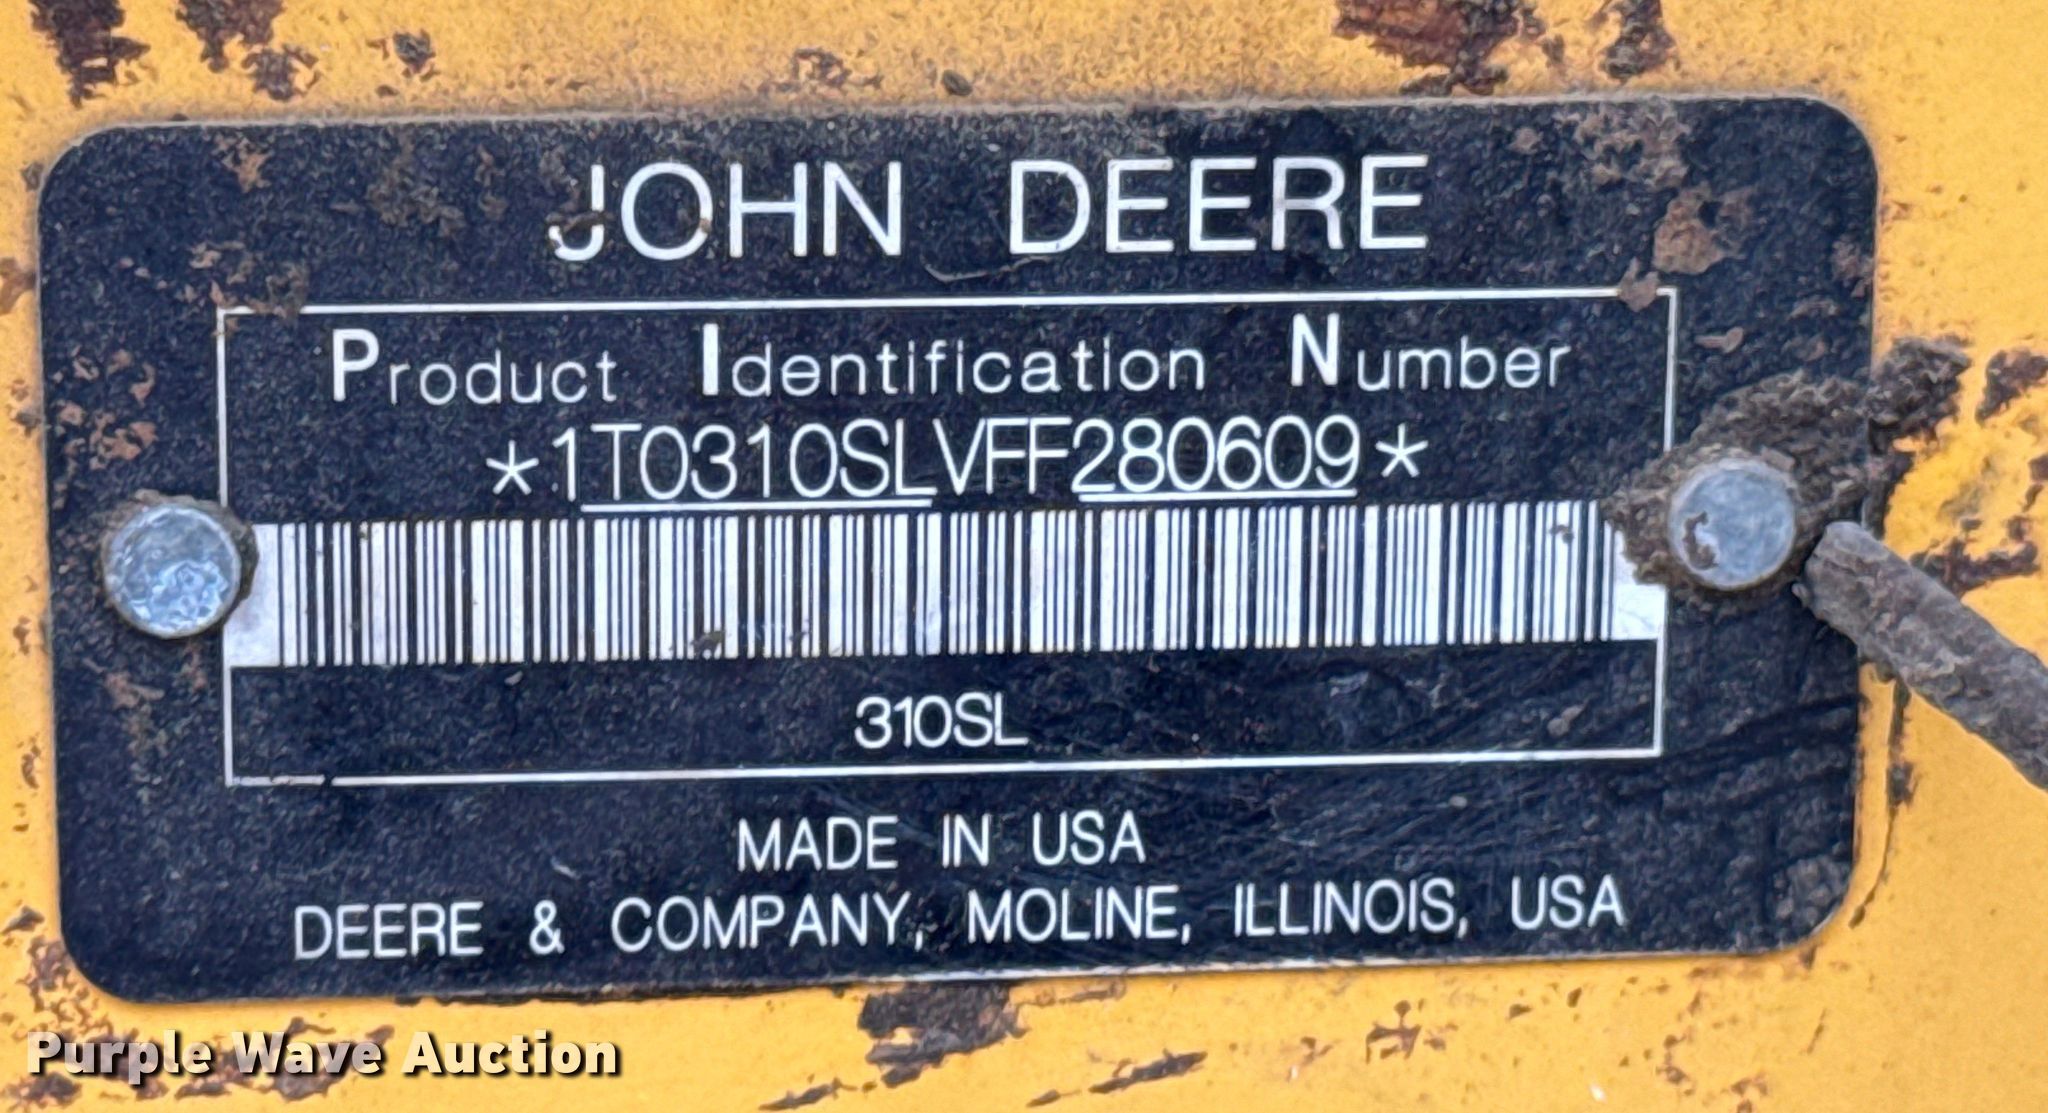 JOHN DEERE
Product Identification Number
*1T0310SLVFF280609*
310SL
MADE IN USA
DEERE & COMPANY, MOLINE, ILLINOIS, USA
Purple Wave Auction